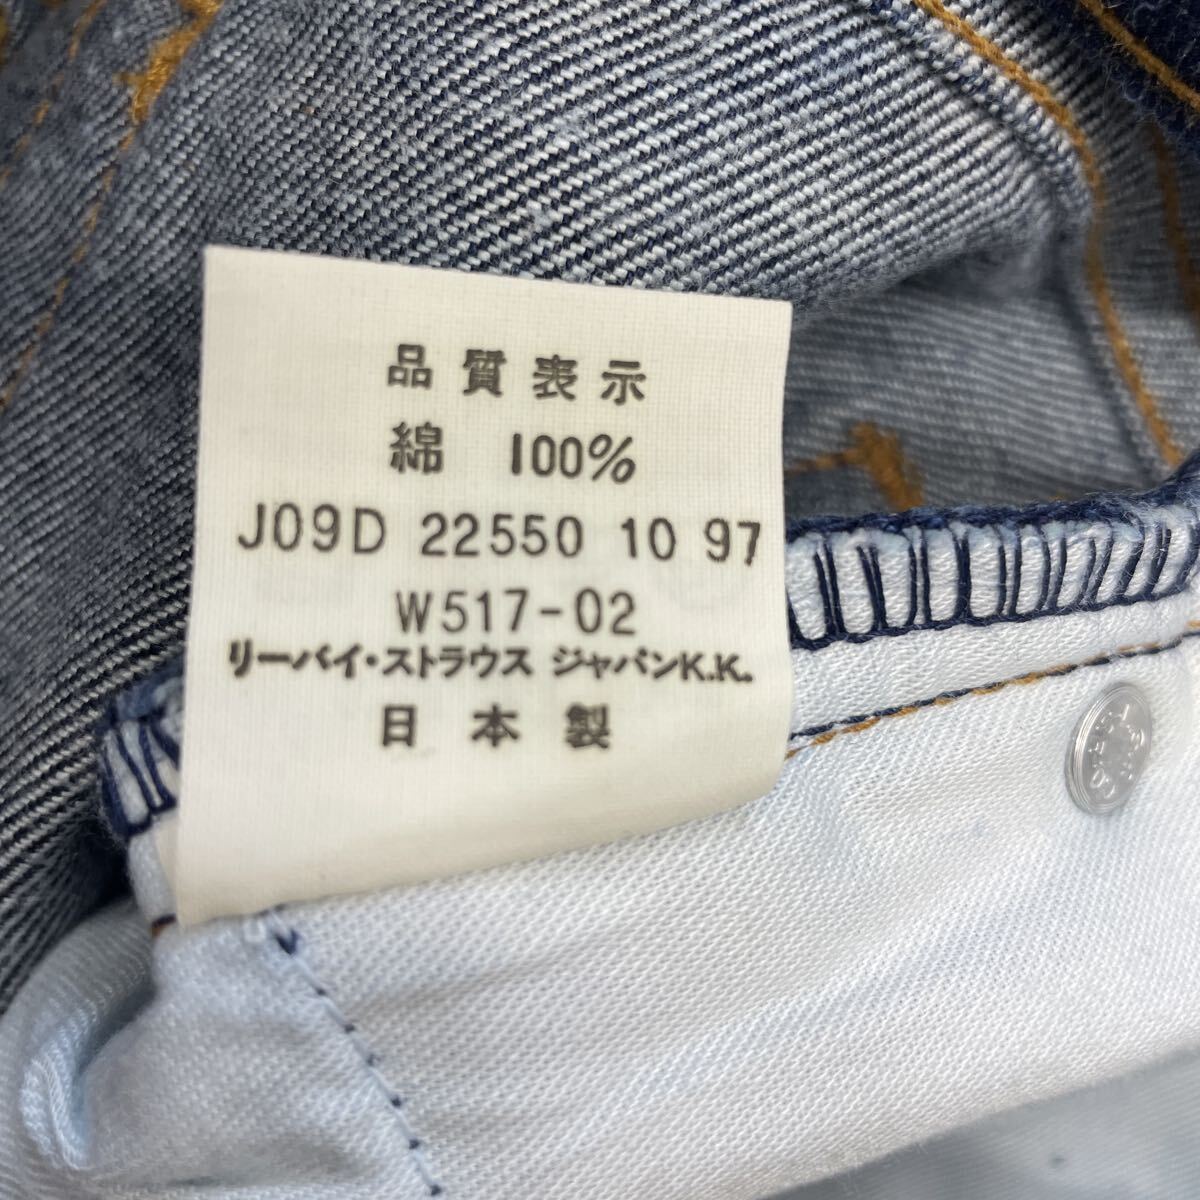 品質表示
綿 100%
J09D 22550 10 97
W517-02
リーバイ・ストラウス ジャパンK.K.
日本製